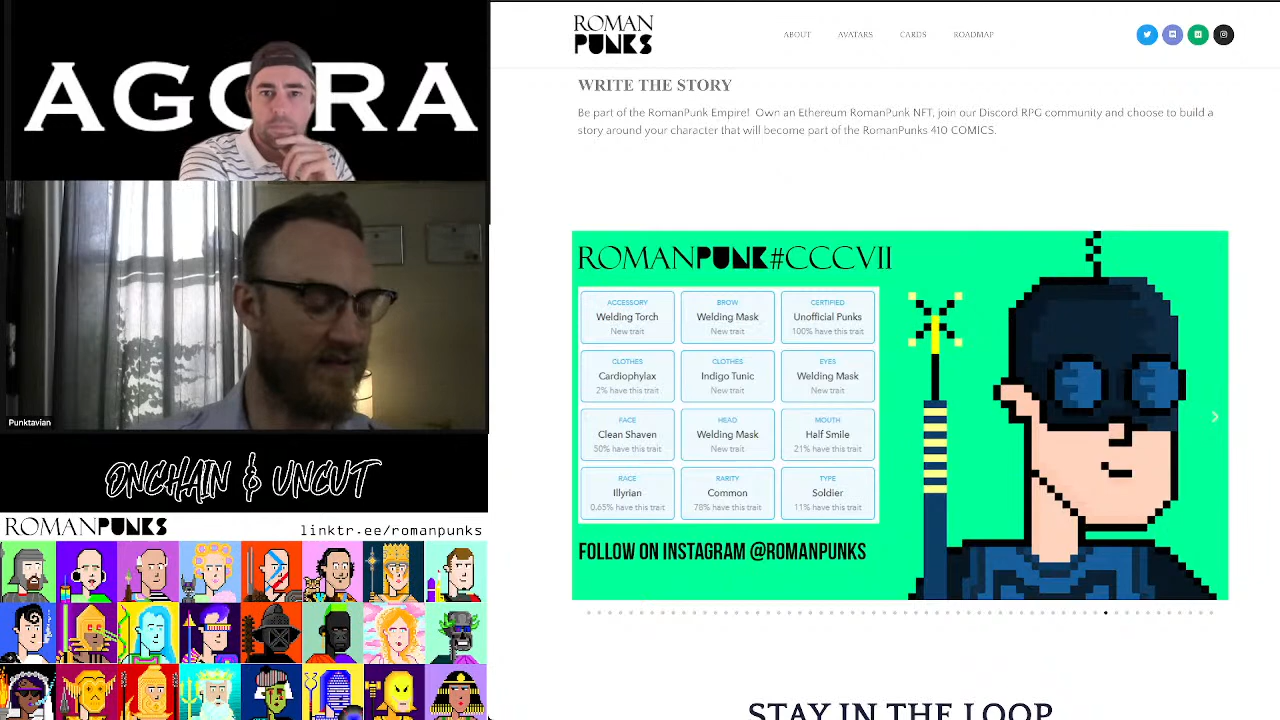 AGORA
Punktavian
ONCHAIN & UNCUT
ROMANPUNKS
linktr.ee/romanpunks
ROMAN
PUNKS
ABOUT
AVATARS
CARDS
ROADMAP
WRITE THE STORY
Be part of the RomanPunk Empire! Own an Ethereum RomanPunk NFT, join our Discord RPG community and choose to build a
story around your character that will become part of the RomanPunks 410 COMICS.
ROMANPUNK#CCCVII
ACCESSORY
Welding Torch
New trait
BROW
Welding Mask
New trait
CERTIFIED
Unofficial Punks
100% have this trait
CLOTHES
Cardiophylax
2% have this trait
CLOTHES
Indigo Tunic
New trait
EYES
Welding Mask
New trait
FACE
Clean Shaven
50% have this trait
HEAD
Welding Mask
New trait
MOUTH
Half Smile
21% have this trait
RACE
Illyrian
0.65% have this trait
RARITY
Common
78% have this trait
TYPE
Soldier
11% have this trait
FOLLOW ON INSTAGRAM @ROMANPUNKS
STAY IN THE LOOP